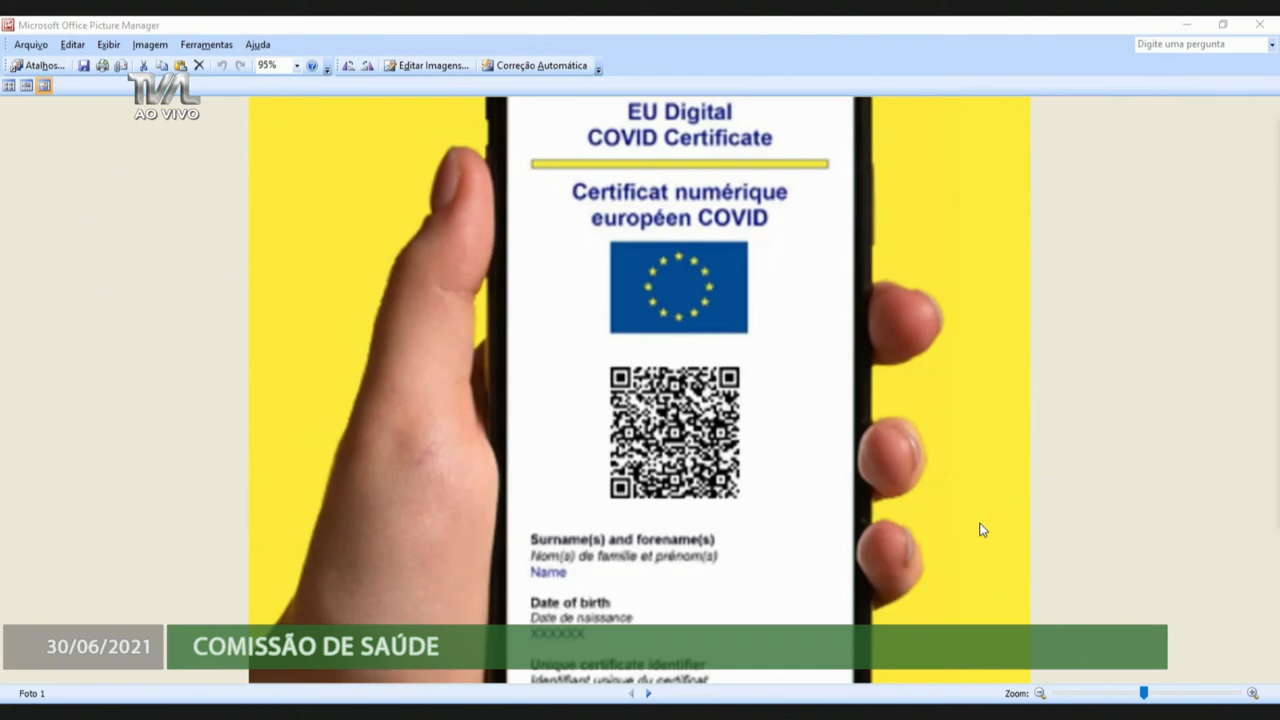 Microsoft Office Picture Manager
Arquivo Editar Exibir Imagem Ferramentas Ajuda
Digite uma pergunta
Atalhos... 95% Editar Imagens... Correção Automática
TVAL
AO VIVO
EU Digital
COVID Certificate
Certificat numérique
européen COVID
Surname(s) and forename(s)
Nom(s) de famille et prénom(s)
Name
Date of birth
Date de naissance
XXXXXX
30/06/2021 COMISSÃO DE SAÚDE
Unique certificate identifier
Identifiant unique du certificat
Foto 1
Zoom: